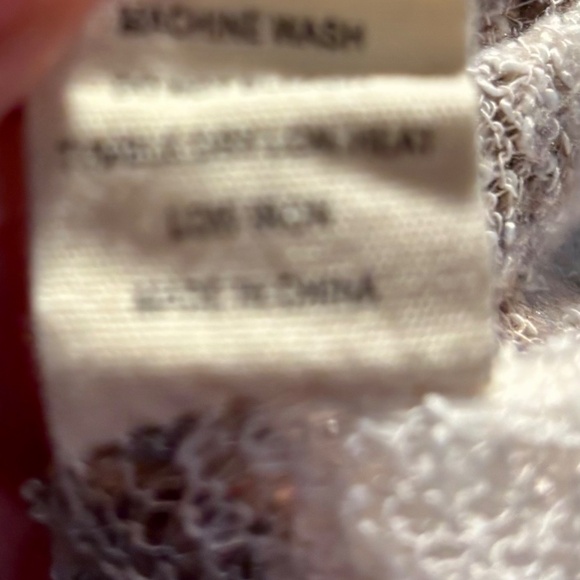 MACHINE WASH
TUMBLE DRY LOW HEAT
LOW IRON
MADE IN CHINA